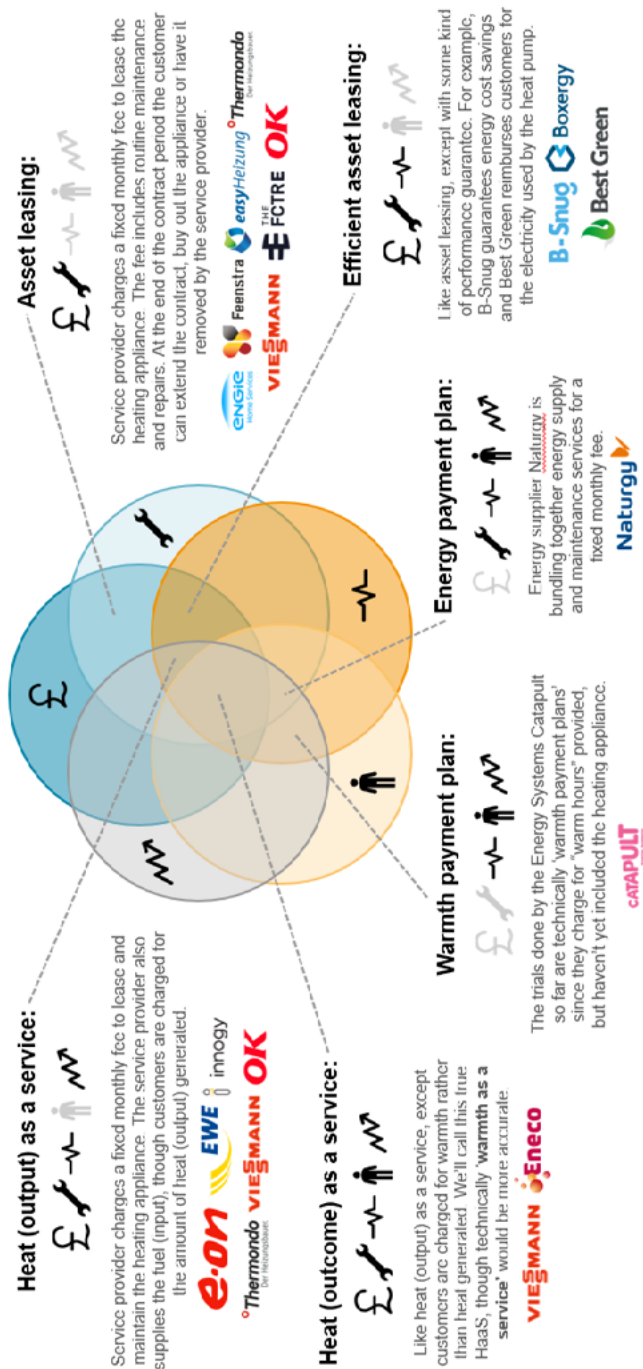 Heat (output) as a service:
£
Service provider charges a fixed monthly fee to lease and
maintain the heating appliance. The service provider also
supplies the fuel (input), though customers are charged for
the amount of heat (output) generated.
e·on EWE innogy
°Thermondo VIESMANN OK
Der Heizungsbauer.
Heat (outcome) as a service:
£
Like heat (output) as a service, except
customers are charged for warmth rather
than heat generated. We'll call this true
HaaS, though technically 'warmth as a
service' would be more accurate.
VIESMANN Eneco
£
Asset leasing:
£
Service provider charges a fixed monthly fee to lease the
heating appliance. The fee includes routine maintenance
and repairs. At the end of the contract period the customer
can extend the contract, buy out the appliance or have it
removed by the service provider.
ENGIE Feenstra easyHeizung °Thermondo
Home Services Der Heizungsbauer.
VIESMANN THE FCTRE OK
Efficient asset leasing:
£
Like asset leasing, except with some kind
of performance guarantee. For example,
B-Snug guarantees energy cost savings
and Best Green reimburses customers for
the electricity used by the heat pump.
B-Snug Boxergy
Best Green
Warmth payment plan:
£
The trials done by the Energy Systems Catapult
so far are technically 'warmth payment plans'
since they charge for "warm hours" provided,
but haven't yet included the heating appliance.
CATAPULT
Energy payment plan:
£
Energy supplier Naturgy is
bundling together energy supply
and maintenance services for a
fixed monthly fee.
Naturgy